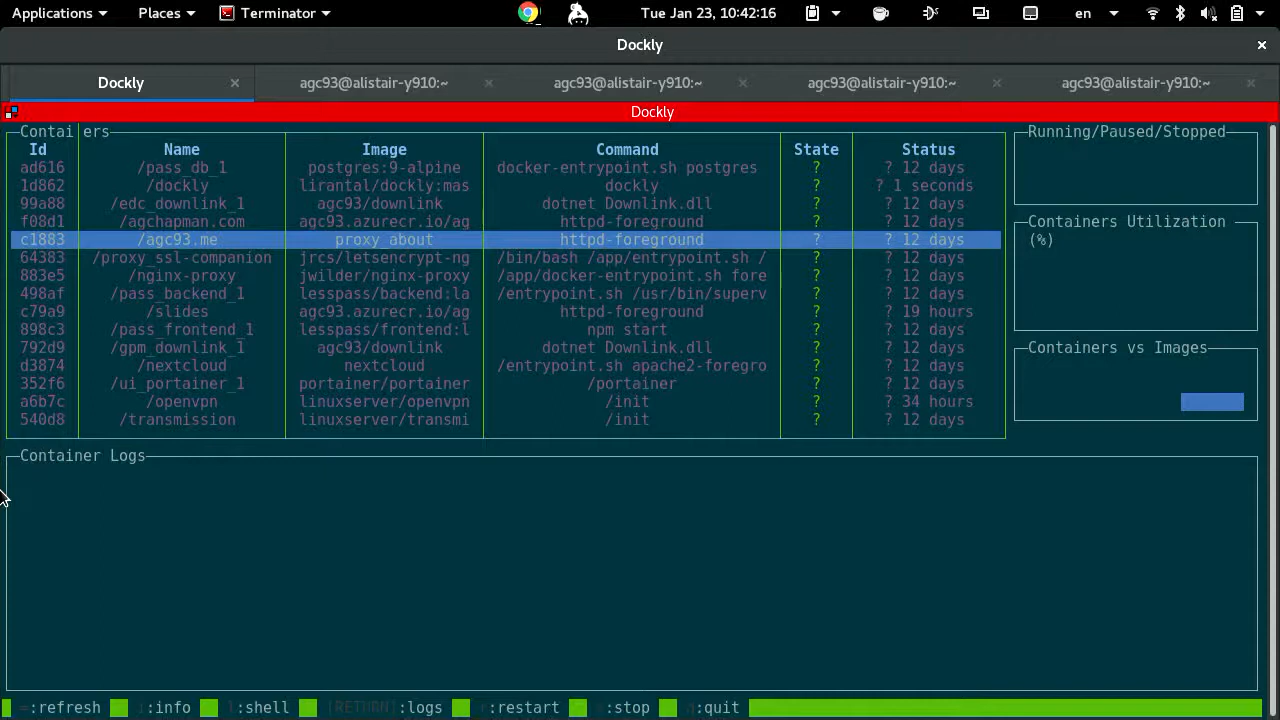 Applications Places Terminator Tue Jan 23, 10:42:16 en
Dockly
Dockly agc93@alistair-y910:~ agc93@alistair-y910:~ agc93@alistair-y910:~ agc93@alistair-y910:~
Dockly
Contai ers
Id Name Image Command State Status
ad616 /pass_db_1 postgres:9-alpine docker-entrypoint.sh postgres ? ? 12 days
1d862 /dockly lirantal/dockly:mas dockly ? ? 1 seconds
99a88 /edc_downlink_1 agc93/downlink dotnet Downlink.dll ? ? 12 days
f08d1 /agchapman.com agc93.azurecr.io/ag httpd-foreground ? ? 12 days
c1883 /agc93.me proxy_about httpd-foreground ? ? 12 days
64383 /proxy_ssl-companion jrcs/letsencrypt-ng /bin/bash /app/entrypoint.sh / ? ? 12 days
883e5 /nginx-proxy jwilder/nginx-proxy /app/docker-entrypoint.sh fore ? ? 12 days
498af /pass_backend_1 lesspass/backend:la /entrypoint.sh /usr/bin/superv ? ? 12 days
c79a9 /slides agc93.azurecr.io/ag httpd-foreground ? ? 19 hours
898c3 /pass_frontend_1 lesspass/frontend:l npm start ? ? 12 days
792d9 /gpm_downlink_1 agc93/downlink dotnet Downlink.dll ? ? 12 days
d3874 /nextcloud nextcloud /entrypoint.sh apache2-foregro ? ? 12 days
352f6 /ui_portainer_1 portainer/portainer /portainer ? ? 12 days
a6b7c /openvpn linuxserver/openvpn /init ? ? 34 hours
540d8 /transmission linuxserver/transmi /init ? ? 12 days
Running/Paused/Stopped
Containers Utilization
(%)
Containers vs Images
Container Logs
=:refresh :info :shell [RETURN]:logs :restart :stop :quit